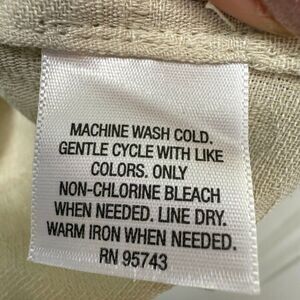 MACHINE WASH COLD.
GENTLE CYCLE WITH LIKE
COLORS. ONLY
NON-CHLORINE BLEACH
WHEN NEEDED. LINE DRY.
WARM IRON WHEN NEEDED.
RN 95743